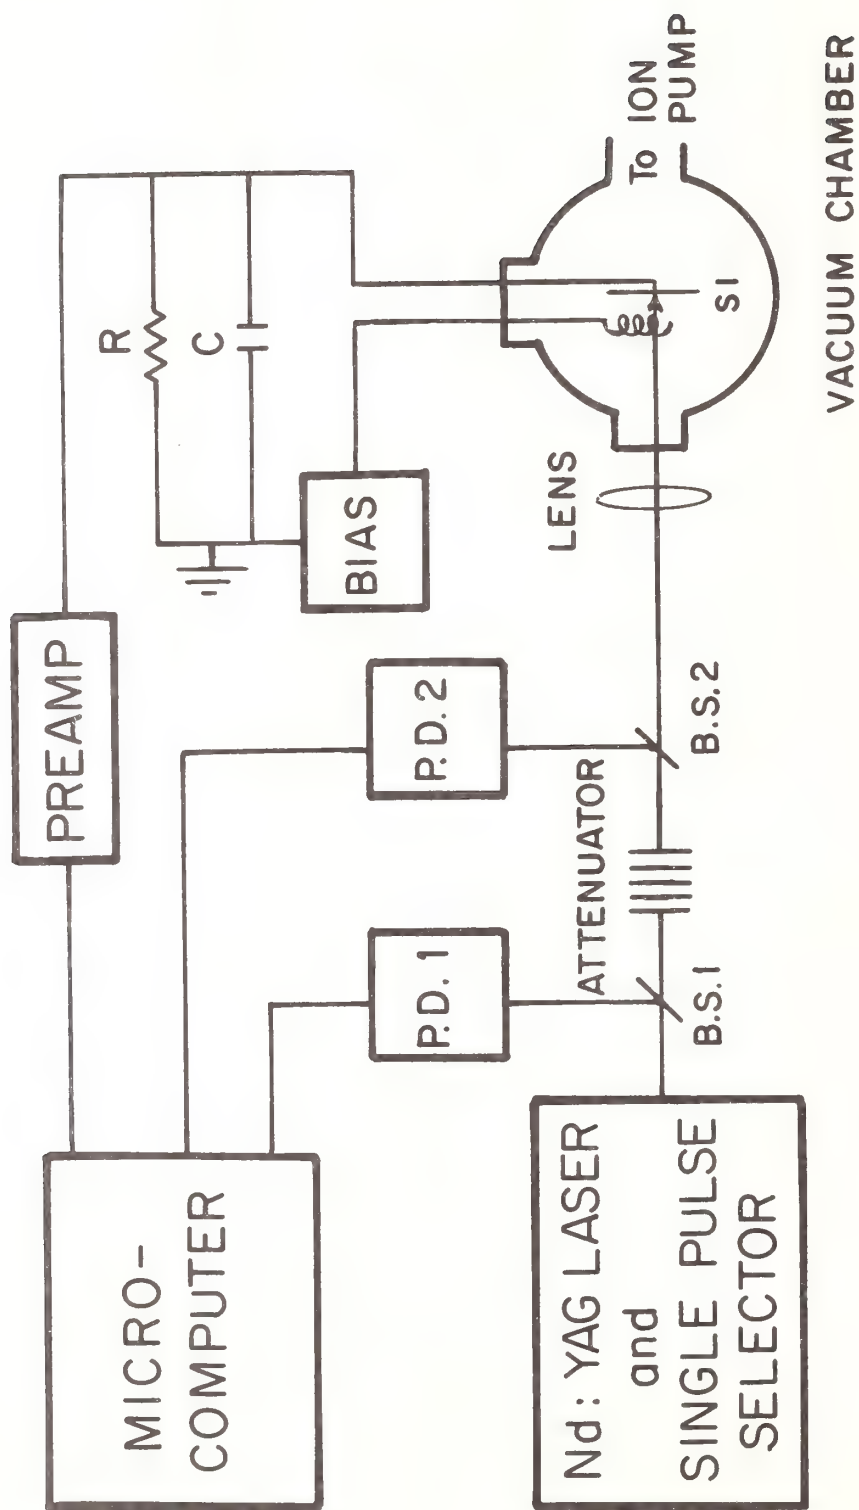 MICRO-
COMPUTER
PREAMP
R
C
BIAS
P.D. 1
P.D. 2
Nd: YAG LASER
and
SINGLE PULSE
SELECTOR
B.S.1
ATTENUATOR
B.S.2
LENS
SI
To ION
PUMP
VACUUM CHAMBER